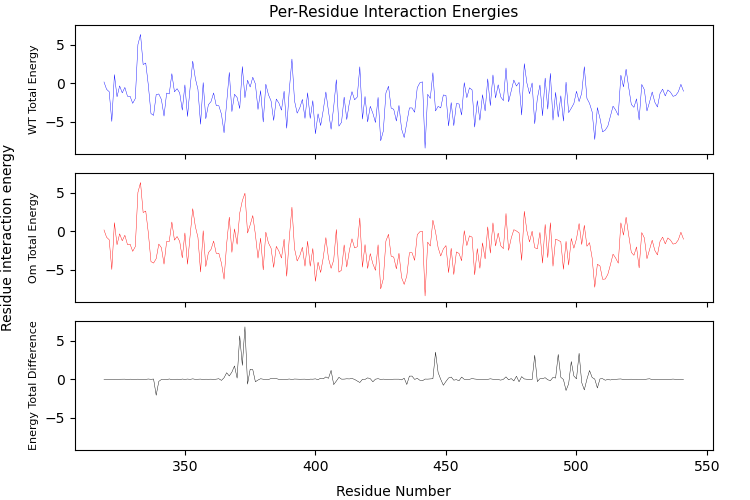 Per-Residue Interaction Energies
Residue interaction energy
WT Total Energy
5
0
−5
Om Total Energy
5
0
−5
Energy Total Difference
5
0
−5
350 400 450 500 550
Residue Number